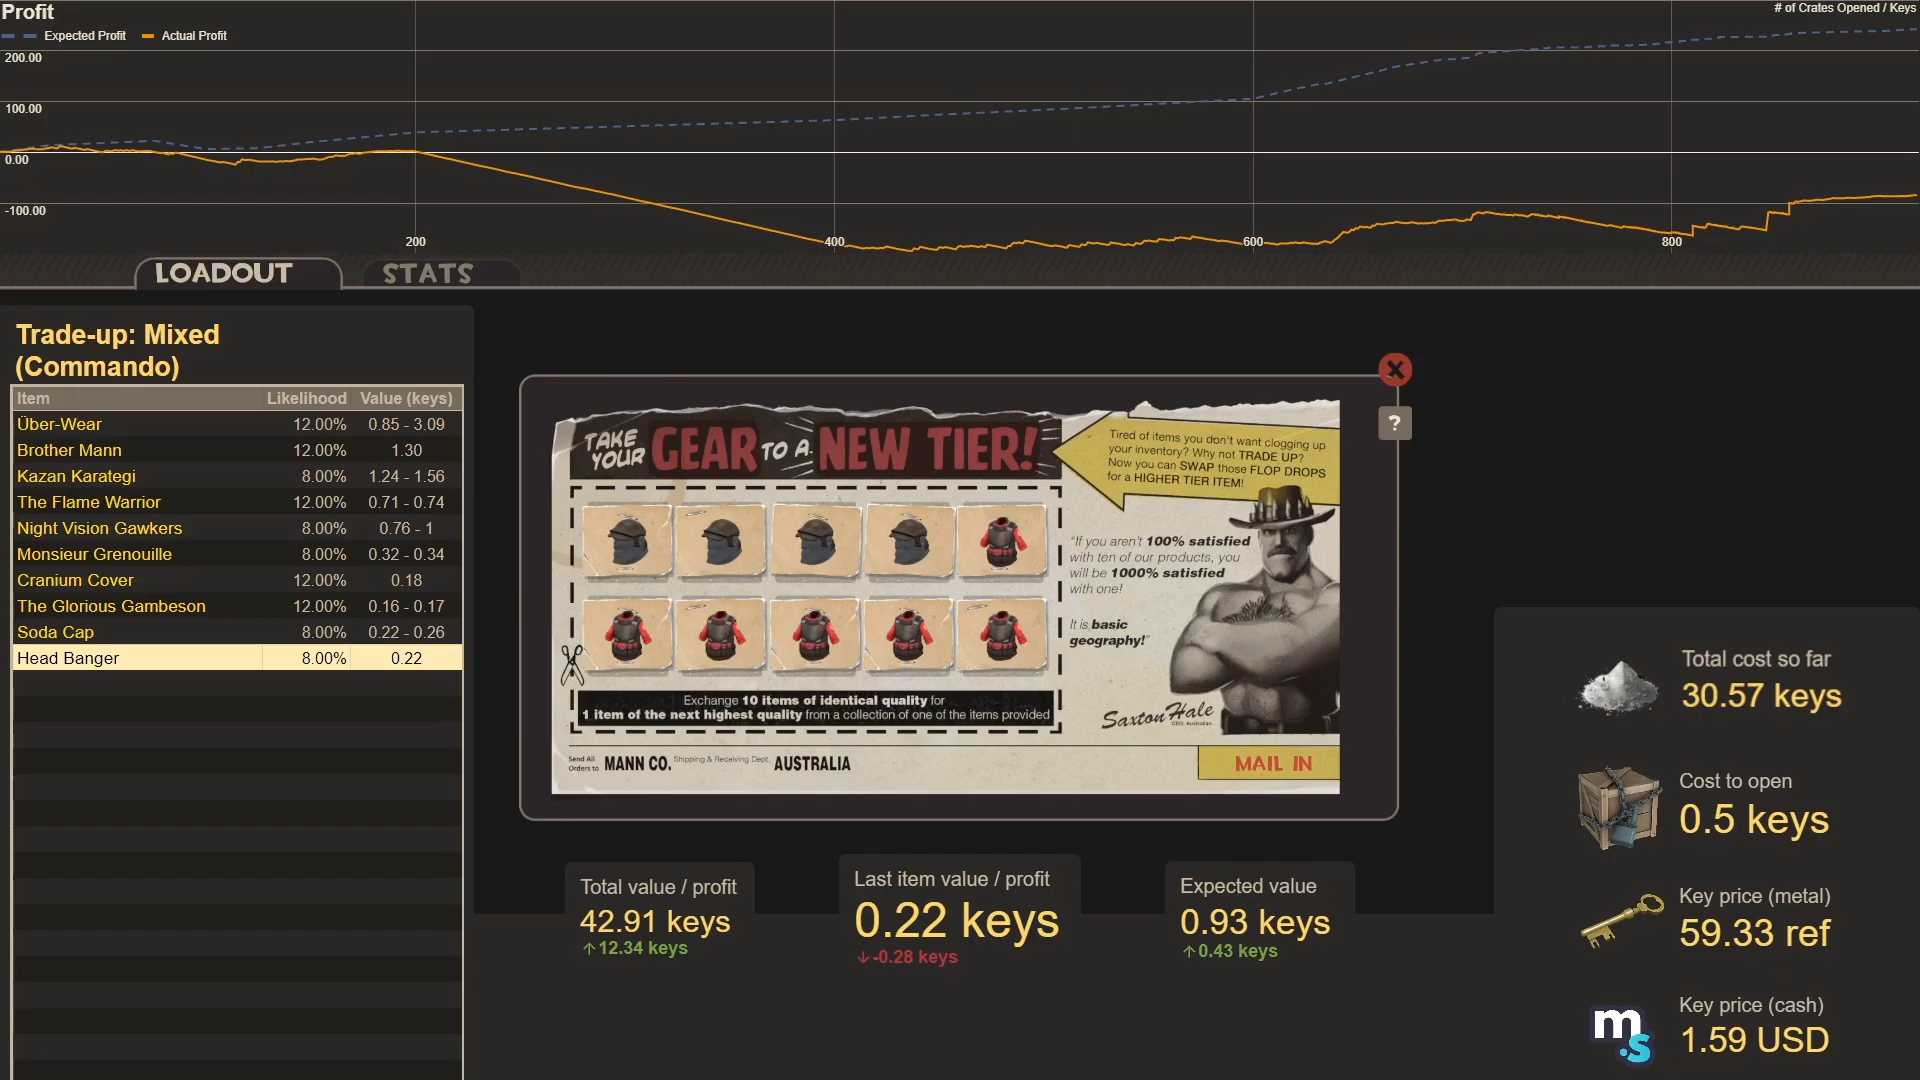 Profit
# of Crates Opened / Keys
Expected Profit
Actual Profit
200.00
100.00
0.00
-100.00
200
400
600
800
LOADOUT
STATS
Trade-up: Mixed
(Commando)
Item Likelihood Value (keys)
Über-Wear 12.00% 0.85 - 3.09
Brother Mann 12.00% 1.30
Kazan Karategi 8.00% 1.24 - 1.56
The Flame Warrior 12.00% 0.71 - 0.74
Night Vision Gawkers 8.00% 0.76 - 1
Monsieur Grenouille 8.00% 0.32 - 0.34
Cranium Cover 12.00% 0.18
The Glorious Gambeson 12.00% 0.16 - 0.17
Soda Cap 8.00% 0.22 - 0.26
Head Banger 8.00% 0.22
?
TAKE YOUR GEAR TO A NEW TIER!
Tired of items you don't want clogging up
your inventory? Why not TRADE UP?
Now you can SWAP those FLOP DROPS
for a HIGHER TIER ITEM!
"If you aren't 100% satisfied
with ten of our products, you
will be 1000% satisfied
with one!
It is basic
geography!"
Exchange 10 items of identical quality for
1 item of the next highest quality from a collection of one of the items provided
Saxton Hale
CEO, Australian
Send All
Orders to
MANN CO. Shipping & Receiving Dept. AUSTRALIA
MAIL IN
Total value / profit
42.91 keys
↑12.34 keys
Last item value / profit
0.22 keys
↓-0.28 keys
Expected value
0.93 keys
↑0.43 keys
Total cost so far
30.57 keys
Cost to open
0.5 keys
Key price (metal)
59.33 ref
Key price (cash)
1.59 USD
m.s